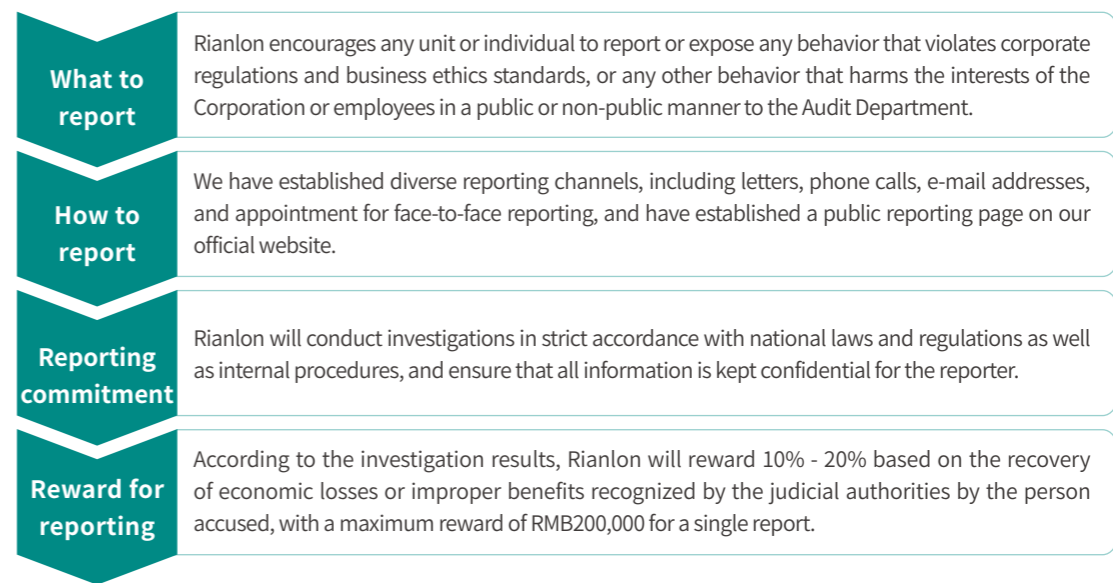 What to
report
Rianlon encourages any unit or individual to report or expose any behavior that violates corporate
regulations and business ethics standards, or any other behavior that harms the interests of the
Corporation or employees in a public or non-public manner to the Audit Department.
How to
report
We have established diverse reporting channels, including letters, phone calls, e-mail addresses,
and appointment for face-to-face reporting, and have established a public reporting page on our
official website.
Reporting
commitment
Rianlon will conduct investigations in strict accordance with national laws and regulations as well
as internal procedures, and ensure that all information is kept confidential for the reporter.
Reward for
reporting
According to the investigation results, Rianlon will reward 10% - 20% based on the recovery
of economic losses or improper benefits recognized by the judicial authorities by the person
accused, with a maximum reward of RMB200,000 for a single report.